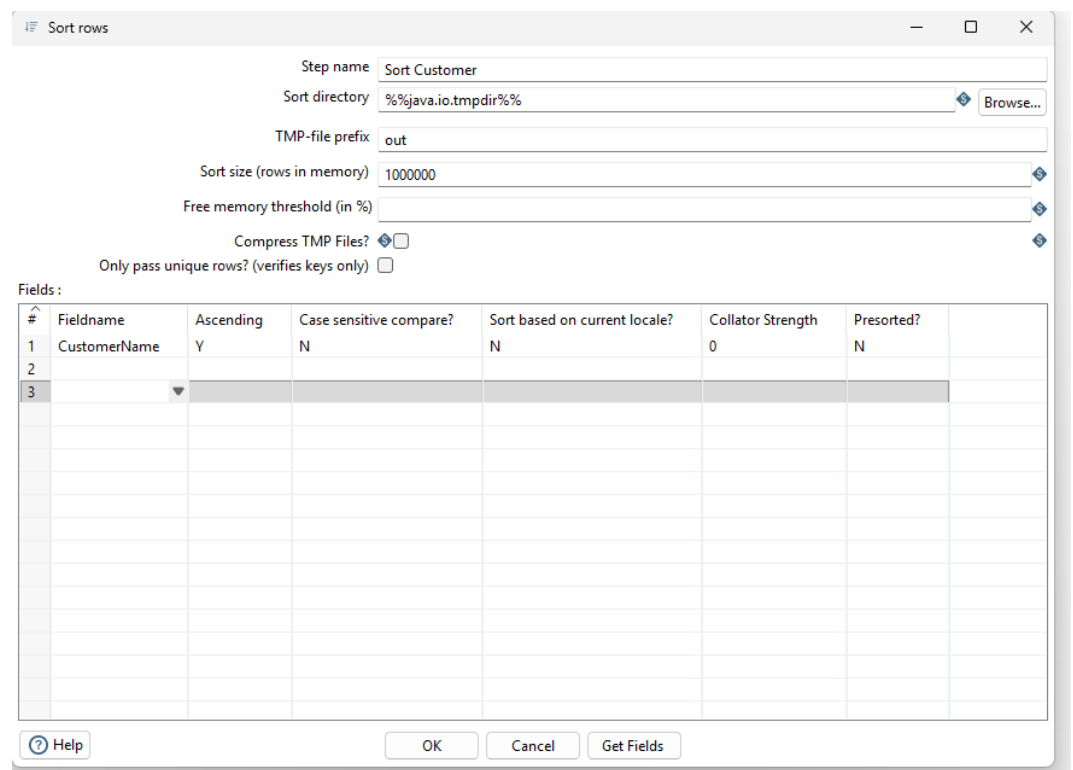 Sort rows
Step name Sort Customer
Sort directory %%java.io.tmpdir%% Browse...
TMP-file prefix out
Sort size (rows in memory) 1000000
Free memory threshold (in %)
Compress TMP Files?
Only pass unique rows? (verifies keys only)
Fields :
# Fieldname Ascending Case sensitive compare? Sort based on current locale? Collator Strength Presorted?
1 CustomerName Y N N 0 N
2
3
Help OK Cancel Get Fields